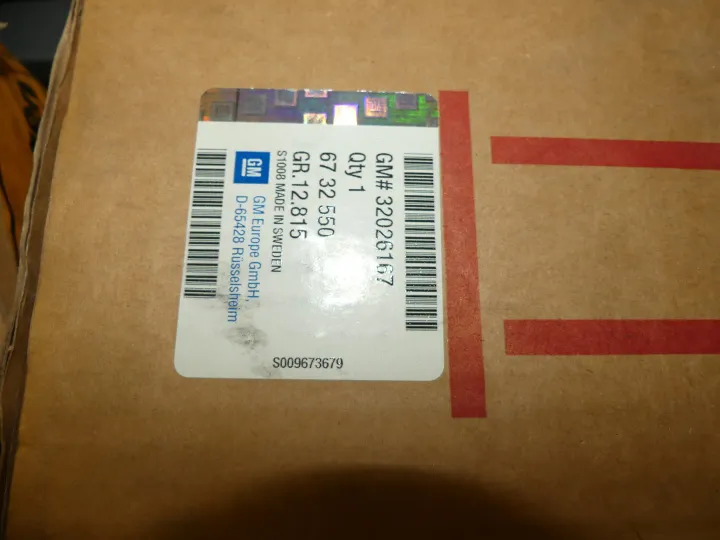 GM# 32026167
Qty 1
67 32 550
GR.12.815
S1008 MADE IN SWEDEN
GM
GM Europe GmbH,
D-65428 Rüsselsheim
S009673679